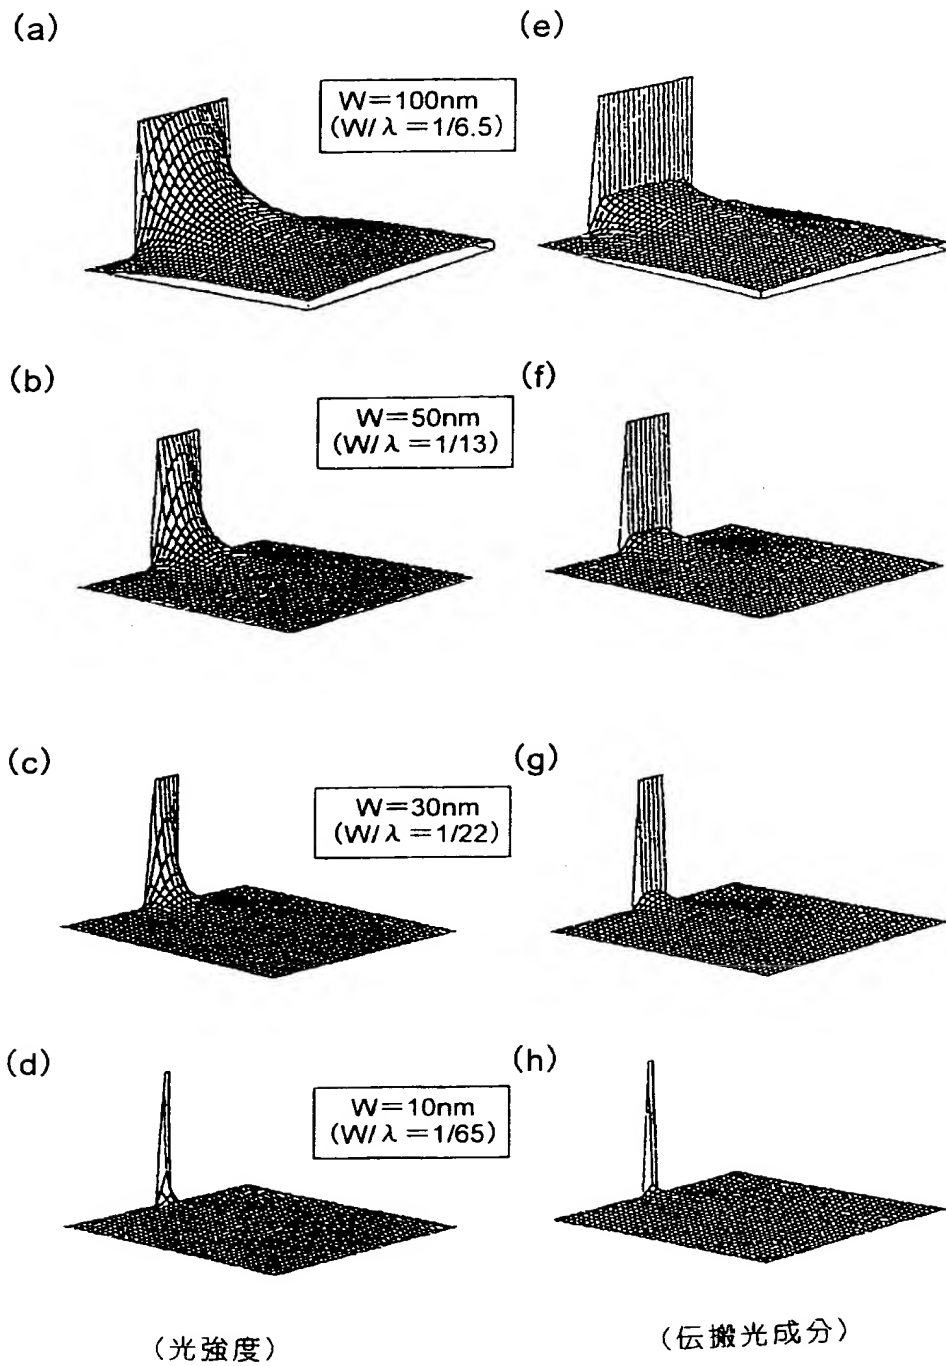 (a)
(e)
W=100nm
(W/λ=1/6.5)
(b)
(f)
W=50nm
(W/λ=1/13)
(c)
(g)
W=30nm
(W/λ=1/22)
(d)
(h)
W=10nm
(W/λ=1/65)
(光強度)
(伝搬光成分)